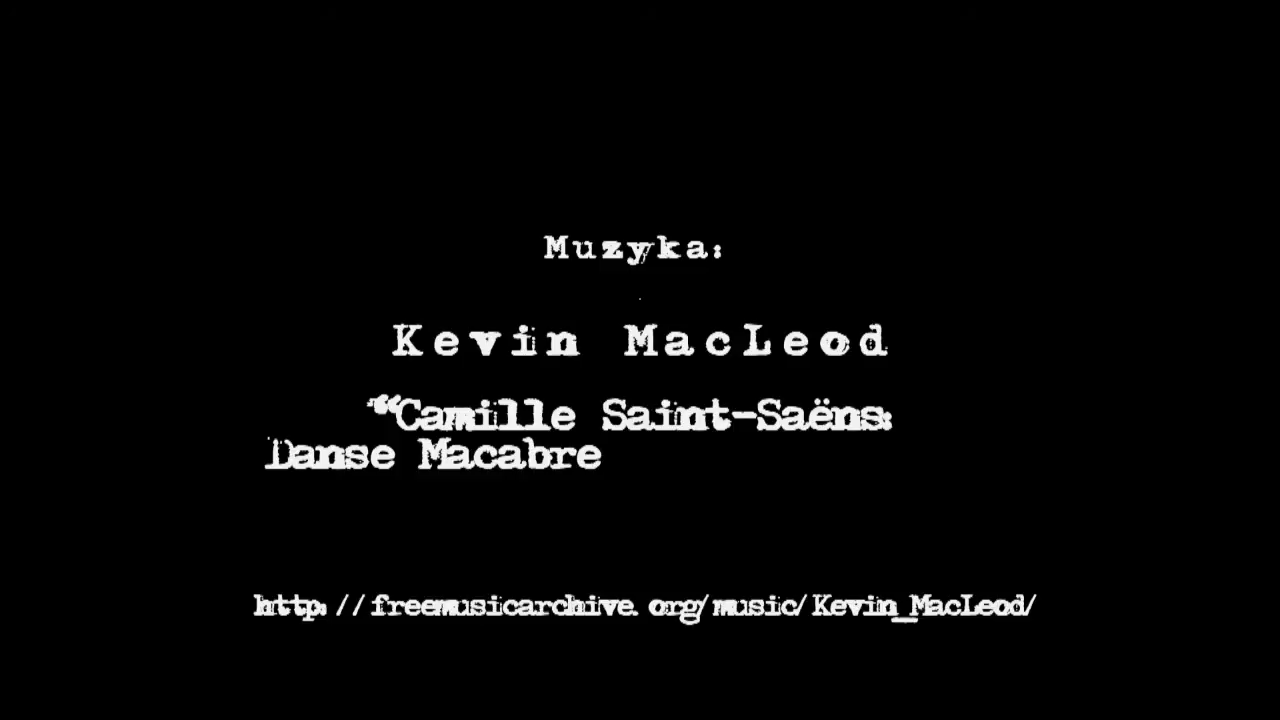 Muzyka:
Kevin MacLeod
“Camille Saint-Saëns:
Danse Macabre
http://freemusicarchive.org/music/Kevin_MacLeod/